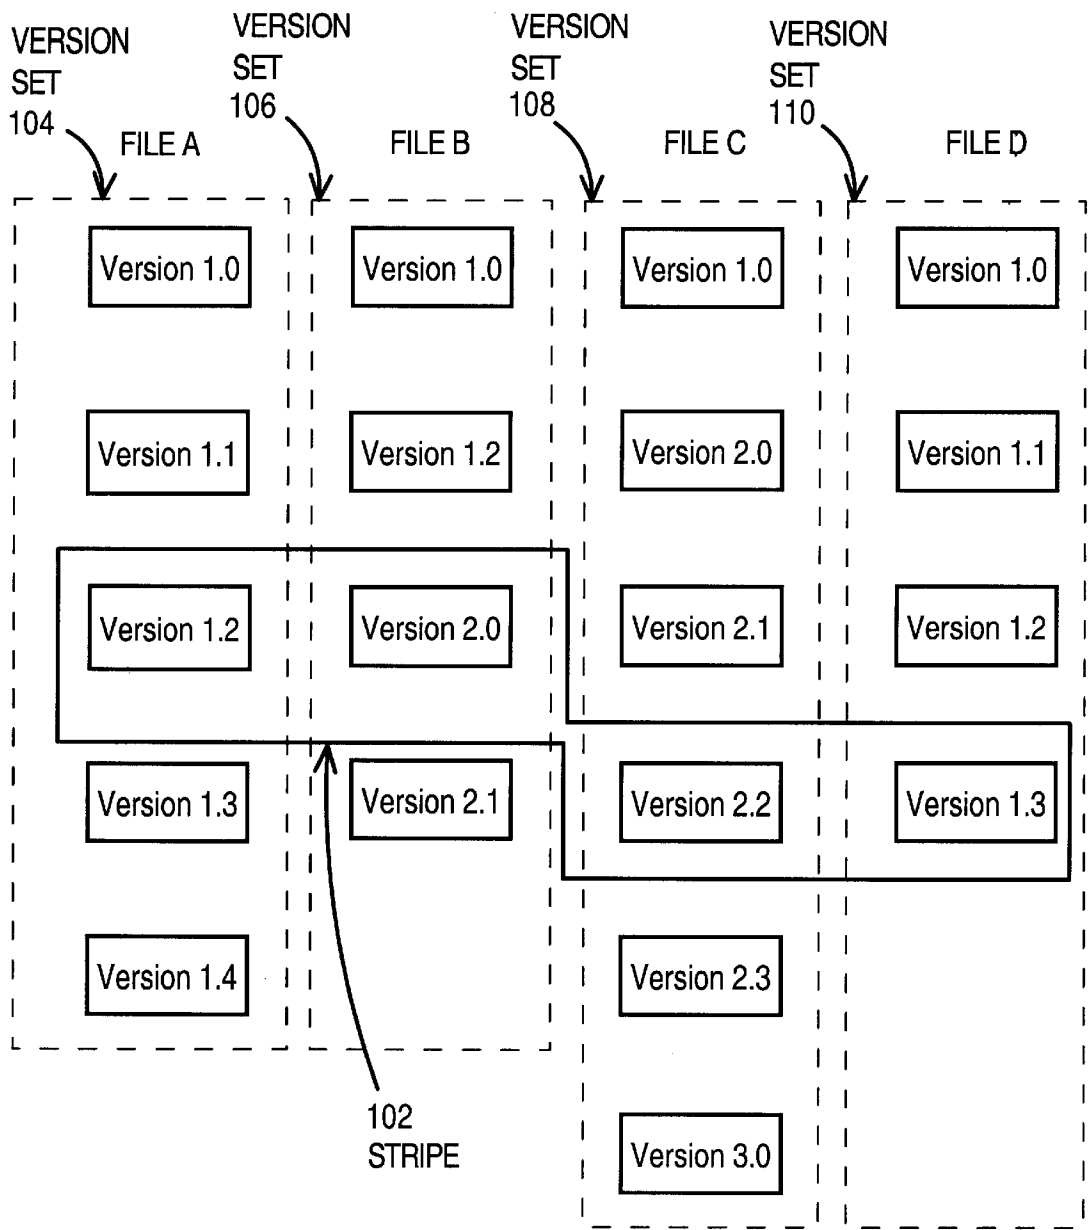 VERSION
SET
104
VERSION
SET
106
VERSION
SET
108
VERSION
SET
110
FILE A
FILE B
FILE C
FILE D
Version 1.0
Version 1.0
Version 1.0
Version 1.0
Version 1.1
Version 1.2
Version 2.0
Version 1.1
Version 1.2
Version 2.0
Version 2.1
Version 1.2
Version 1.3
Version 2.1
Version 2.2
Version 1.3
Version 1.4
Version 2.3
102
STRIPE
Version 3.0